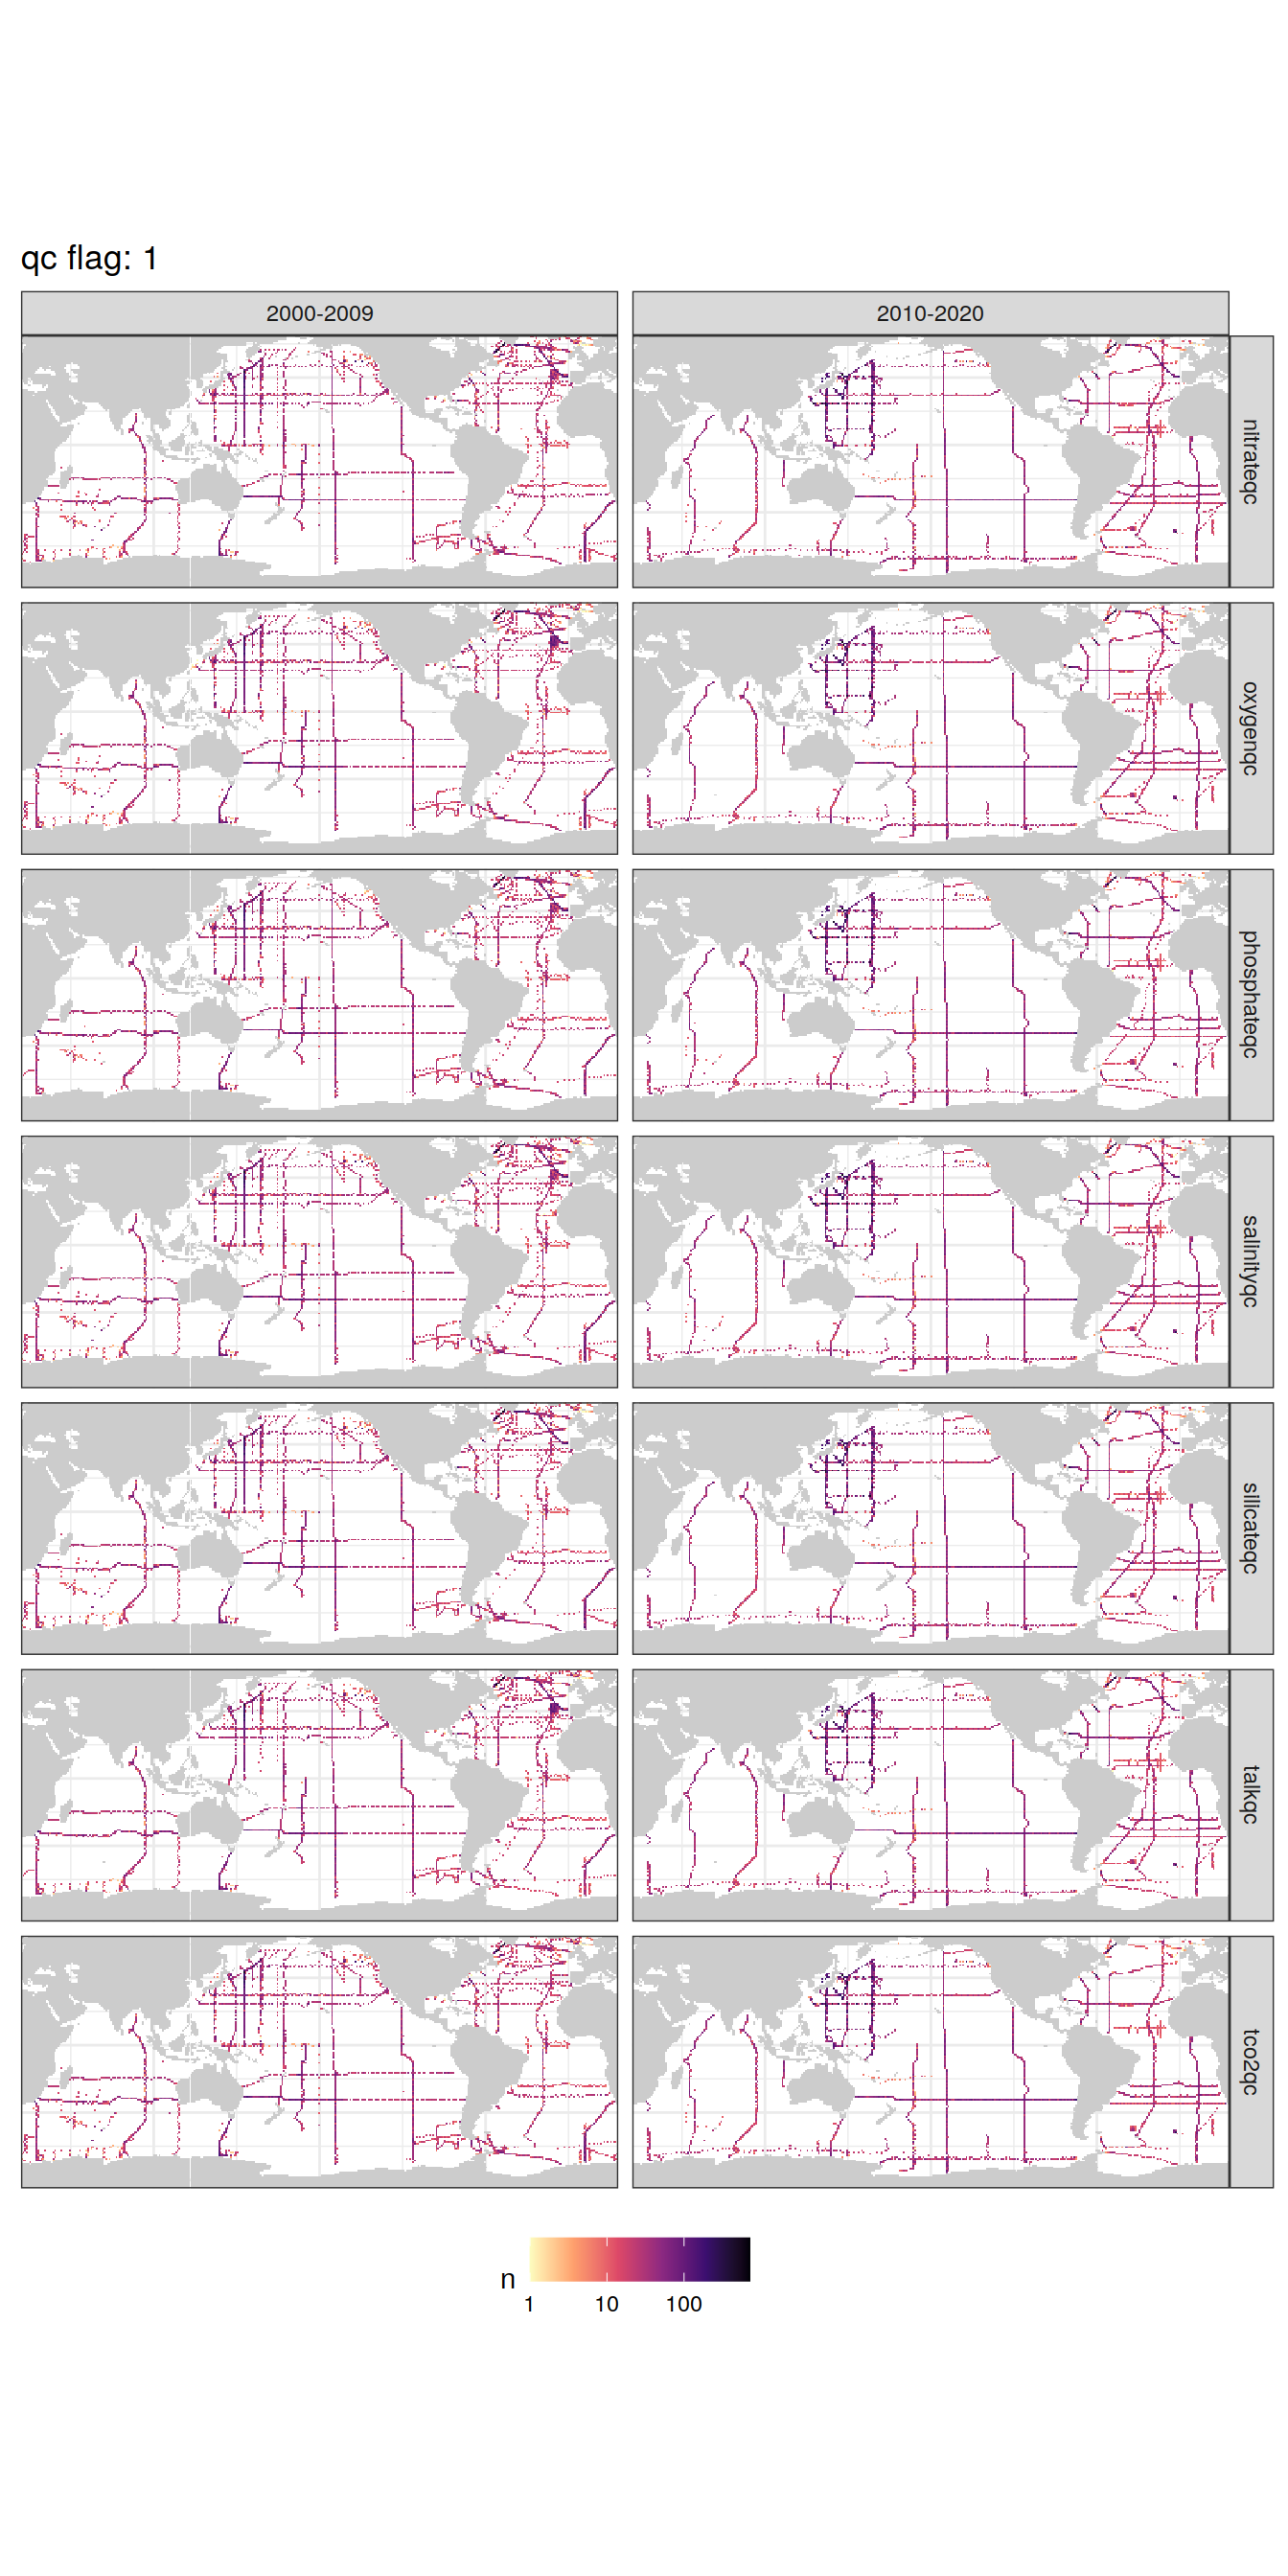 qc flag: 1
2000-2009
2010-2020
nitrateqc
oxygenqc
phosphateqc
salinityqc
silicateqc
talkqc
tco2qc
n
1
10
100